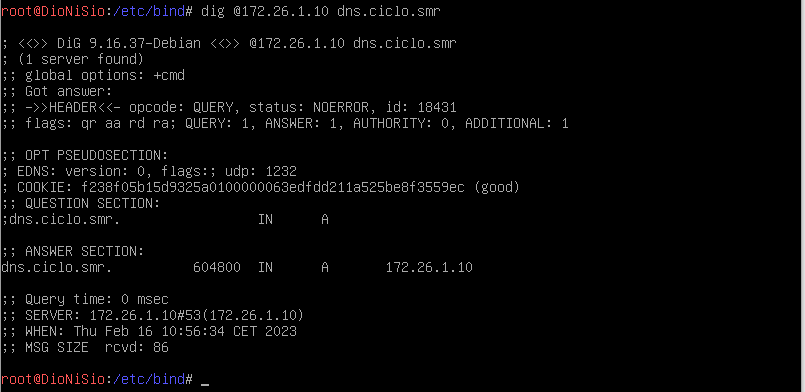 root@DioNiSio:/etc/bind# dig @172.26.1.10 dns.ciclo.smr
; <<>> DiG 9.16.37-Debian <<>> @172.26.1.10 dns.ciclo.smr
; (1 server found)
;; global options: +cmd
;; Got answer:
;; ->>HEADER<<- opcode: QUERY, status: NOERROR, id: 18431
;; flags: qr aa rd ra; QUERY: 1, ANSWER: 1, AUTHORITY: 0, ADDITIONAL: 1
;; OPT PSEUDOSECTION:
; EDNS: version: 0, flags:; udp: 1232
; COOKIE: f238f05b15d9325a0100000063edfdd211a525be8f3559ec (good)
;; QUESTION SECTION:
;dns.ciclo.smr. IN A
;; ANSWER SECTION:
dns.ciclo.smr. 604800 IN A 172.26.1.10
;; Query time: 0 msec
;; SERVER: 172.26.1.10#53(172.26.1.10)
;; WHEN: Thu Feb 16 10:56:34 CET 2023
;; MSG SIZE rcvd: 86
root@DioNiSio:/etc/bind# _